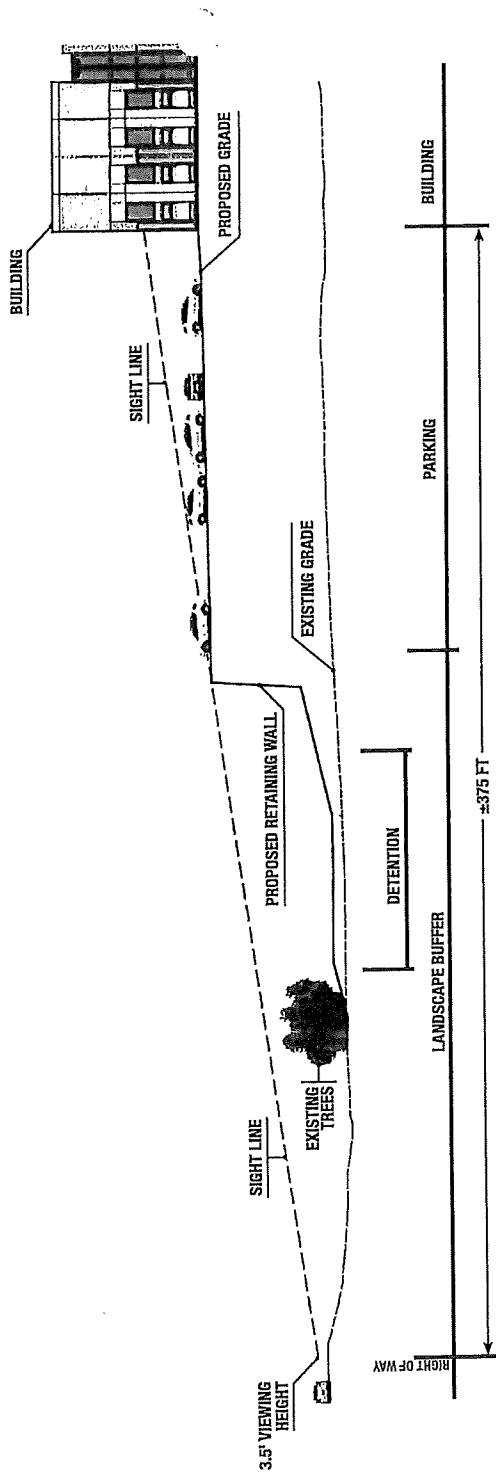 BUILDING
SIGHT LINE
PROPOSED GRADE
SIGHT LINE
3.5' VIEWING
HEIGHT
EXISTING
TREES
PROPOSED RETAINING WALL
EXISTING GRADE
DETENTION
RIGHT OF WAY
LANDSCAPE BUFFER
PARKING
BUILDING
±375 FT